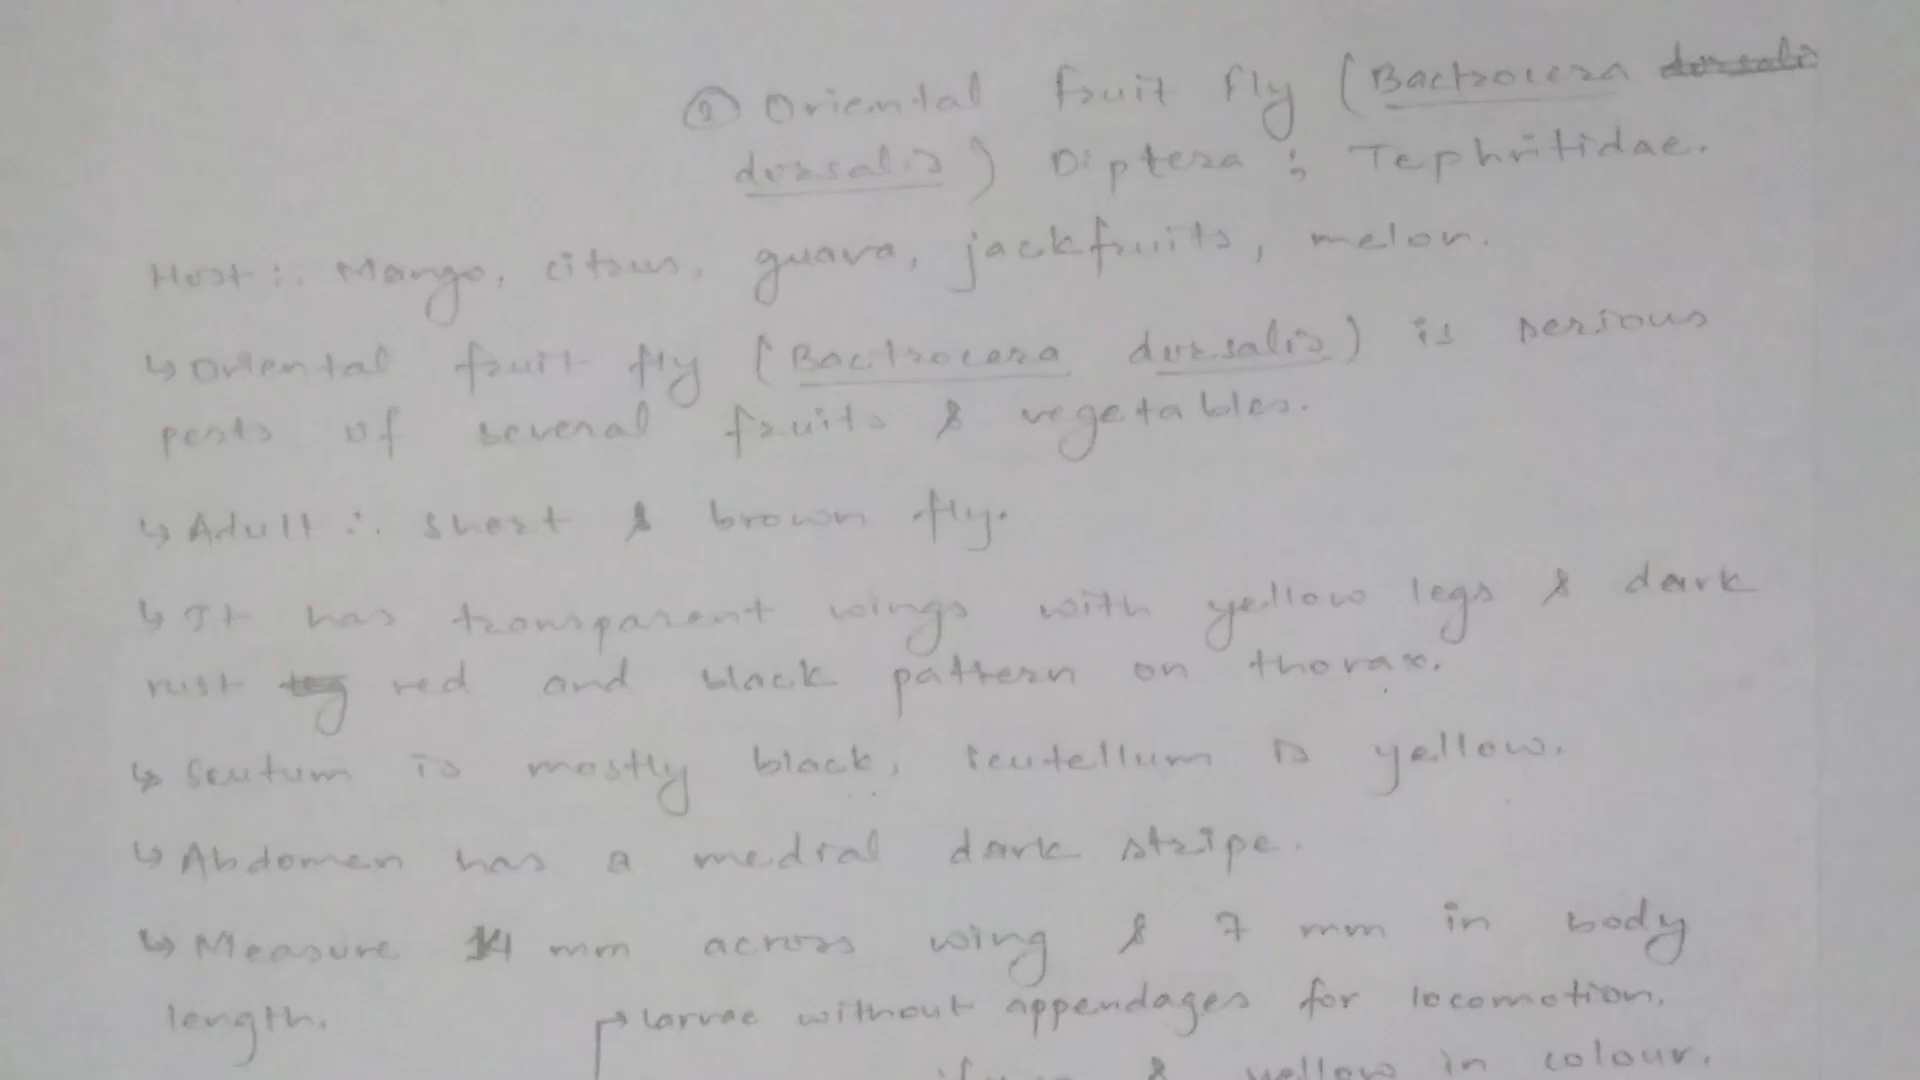 ② Oriental fruit fly (Bactrocera dorsalis
dorsalis) Diptera ; Tephritidae.
Host :. Mango, citrus, guava, jackfruits, melon.
↳ Oriental fruit fly (Bactrocera dorsalis) is serious
pests of several fruits & vegetables.
↳ Adult :. short & brown fly.
↳ It has transparent wings with yellow legs & dark
rust red and black pattern on thorax.
↳ Scutum is mostly black, scutellum is yellow.
↳ Abdomen has a medial dark stripe.
↳ Measure 14 mm across wing & 7 mm in body
length.
→ larvae without appendages for locomotion.
& yellow in colour.